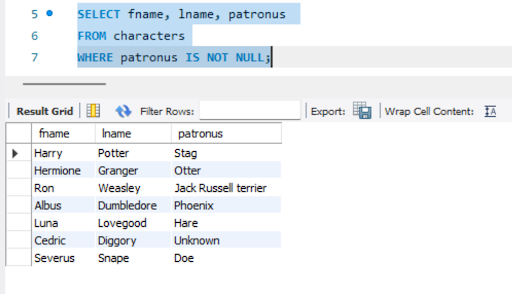 5 SELECT fname, lname, patronus
6 FROM characters
7 WHERE patronus IS NOT NULL;
Result Grid Filter Rows: Export: Wrap Cell Content:
fname lname patronus
Harry Potter Stag
Hermione Granger Otter
Ron Weasley Jack Russell terrier
Albus Dumbledore Phoenix
Luna Lovegood Hare
Cedric Diggory Unknown
Severus Snape Doe